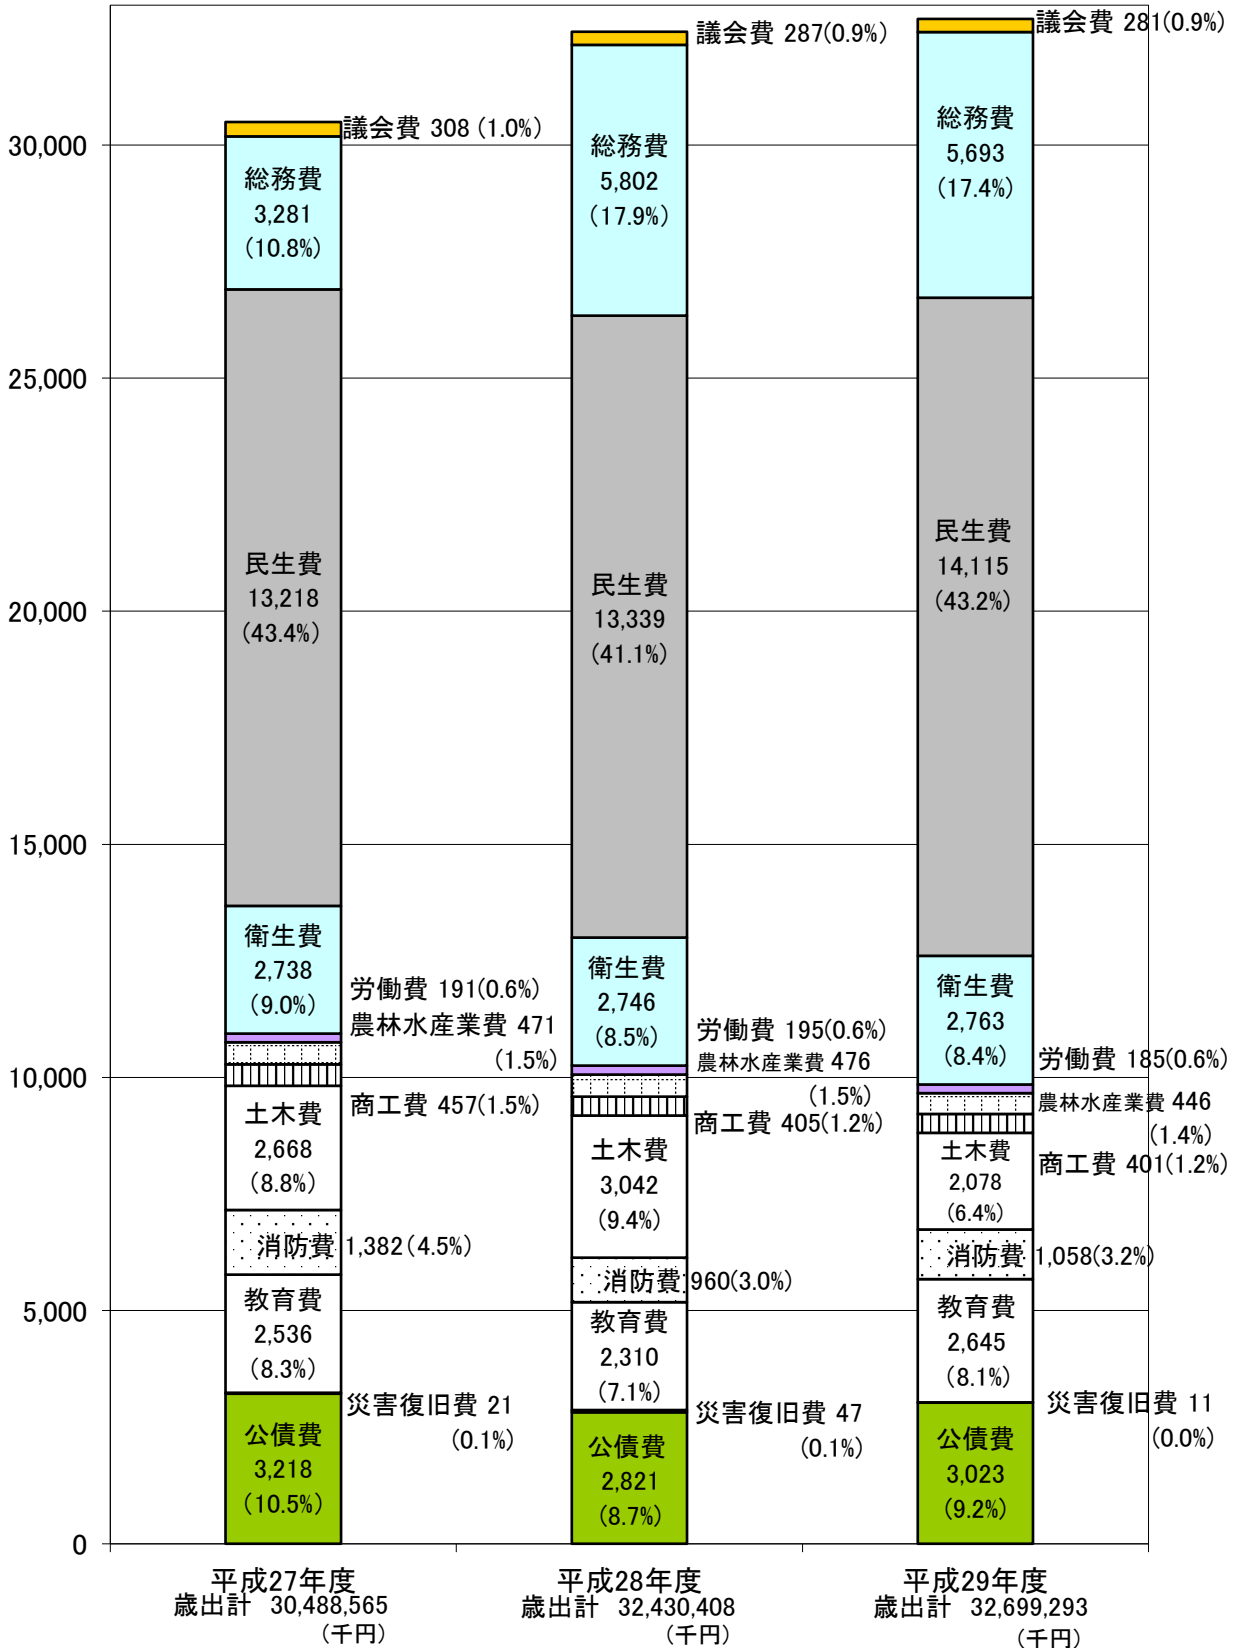 30,000
25,000
20,000
15,000
10,000
5,000
0
議会費 308 (1.0%)
総務費
3,281
(10.8%)
民生費
13,218
(43.4%)
衛生費
2,738
(9.0%)
労働費 191(0.6%)
農林水産業費 471
(1.5%)
商工費 457(1.5%)
土木費
2,668
(8.8%)
消防費 1,382(4.5%)
教育費
2,536
(8.3%)
災害復旧費 21
(0.1%)
公債費
3,218
(10.5%)
平成27年度
歳出計 30,488,565
(千円)
議会費 287(0.9%)
総務費
5,802
(17.9%)
民生費
13,339
(41.1%)
衛生費
2,746
(8.5%)
労働費 195(0.6%)
農林水産業費 476
(1.5%)
商工費 405(1.2%)
土木費
3,042
(9.4%)
消防費 960(3.0%)
教育費
2,310
(7.1%)
災害復旧費 47
(0.1%)
公債費
2,821
(8.7%)
平成28年度
歳出計 32,430,408
(千円)
議会費 281(0.9%)
総務費
5,693
(17.4%)
民生費
14,115
(43.2%)
衛生費
2,763
(8.4%)
労働費 185(0.6%)
農林水産業費 446
(1.4%)
商工費 401(1.2%)
土木費
2,078
(6.4%)
消防費 1,058(3.2%)
教育費
2,645
(8.1%)
災害復旧費 11
(0.0%)
公債費
3,023
(9.2%)
平成29年度
歳出計 32,699,293
(千円)